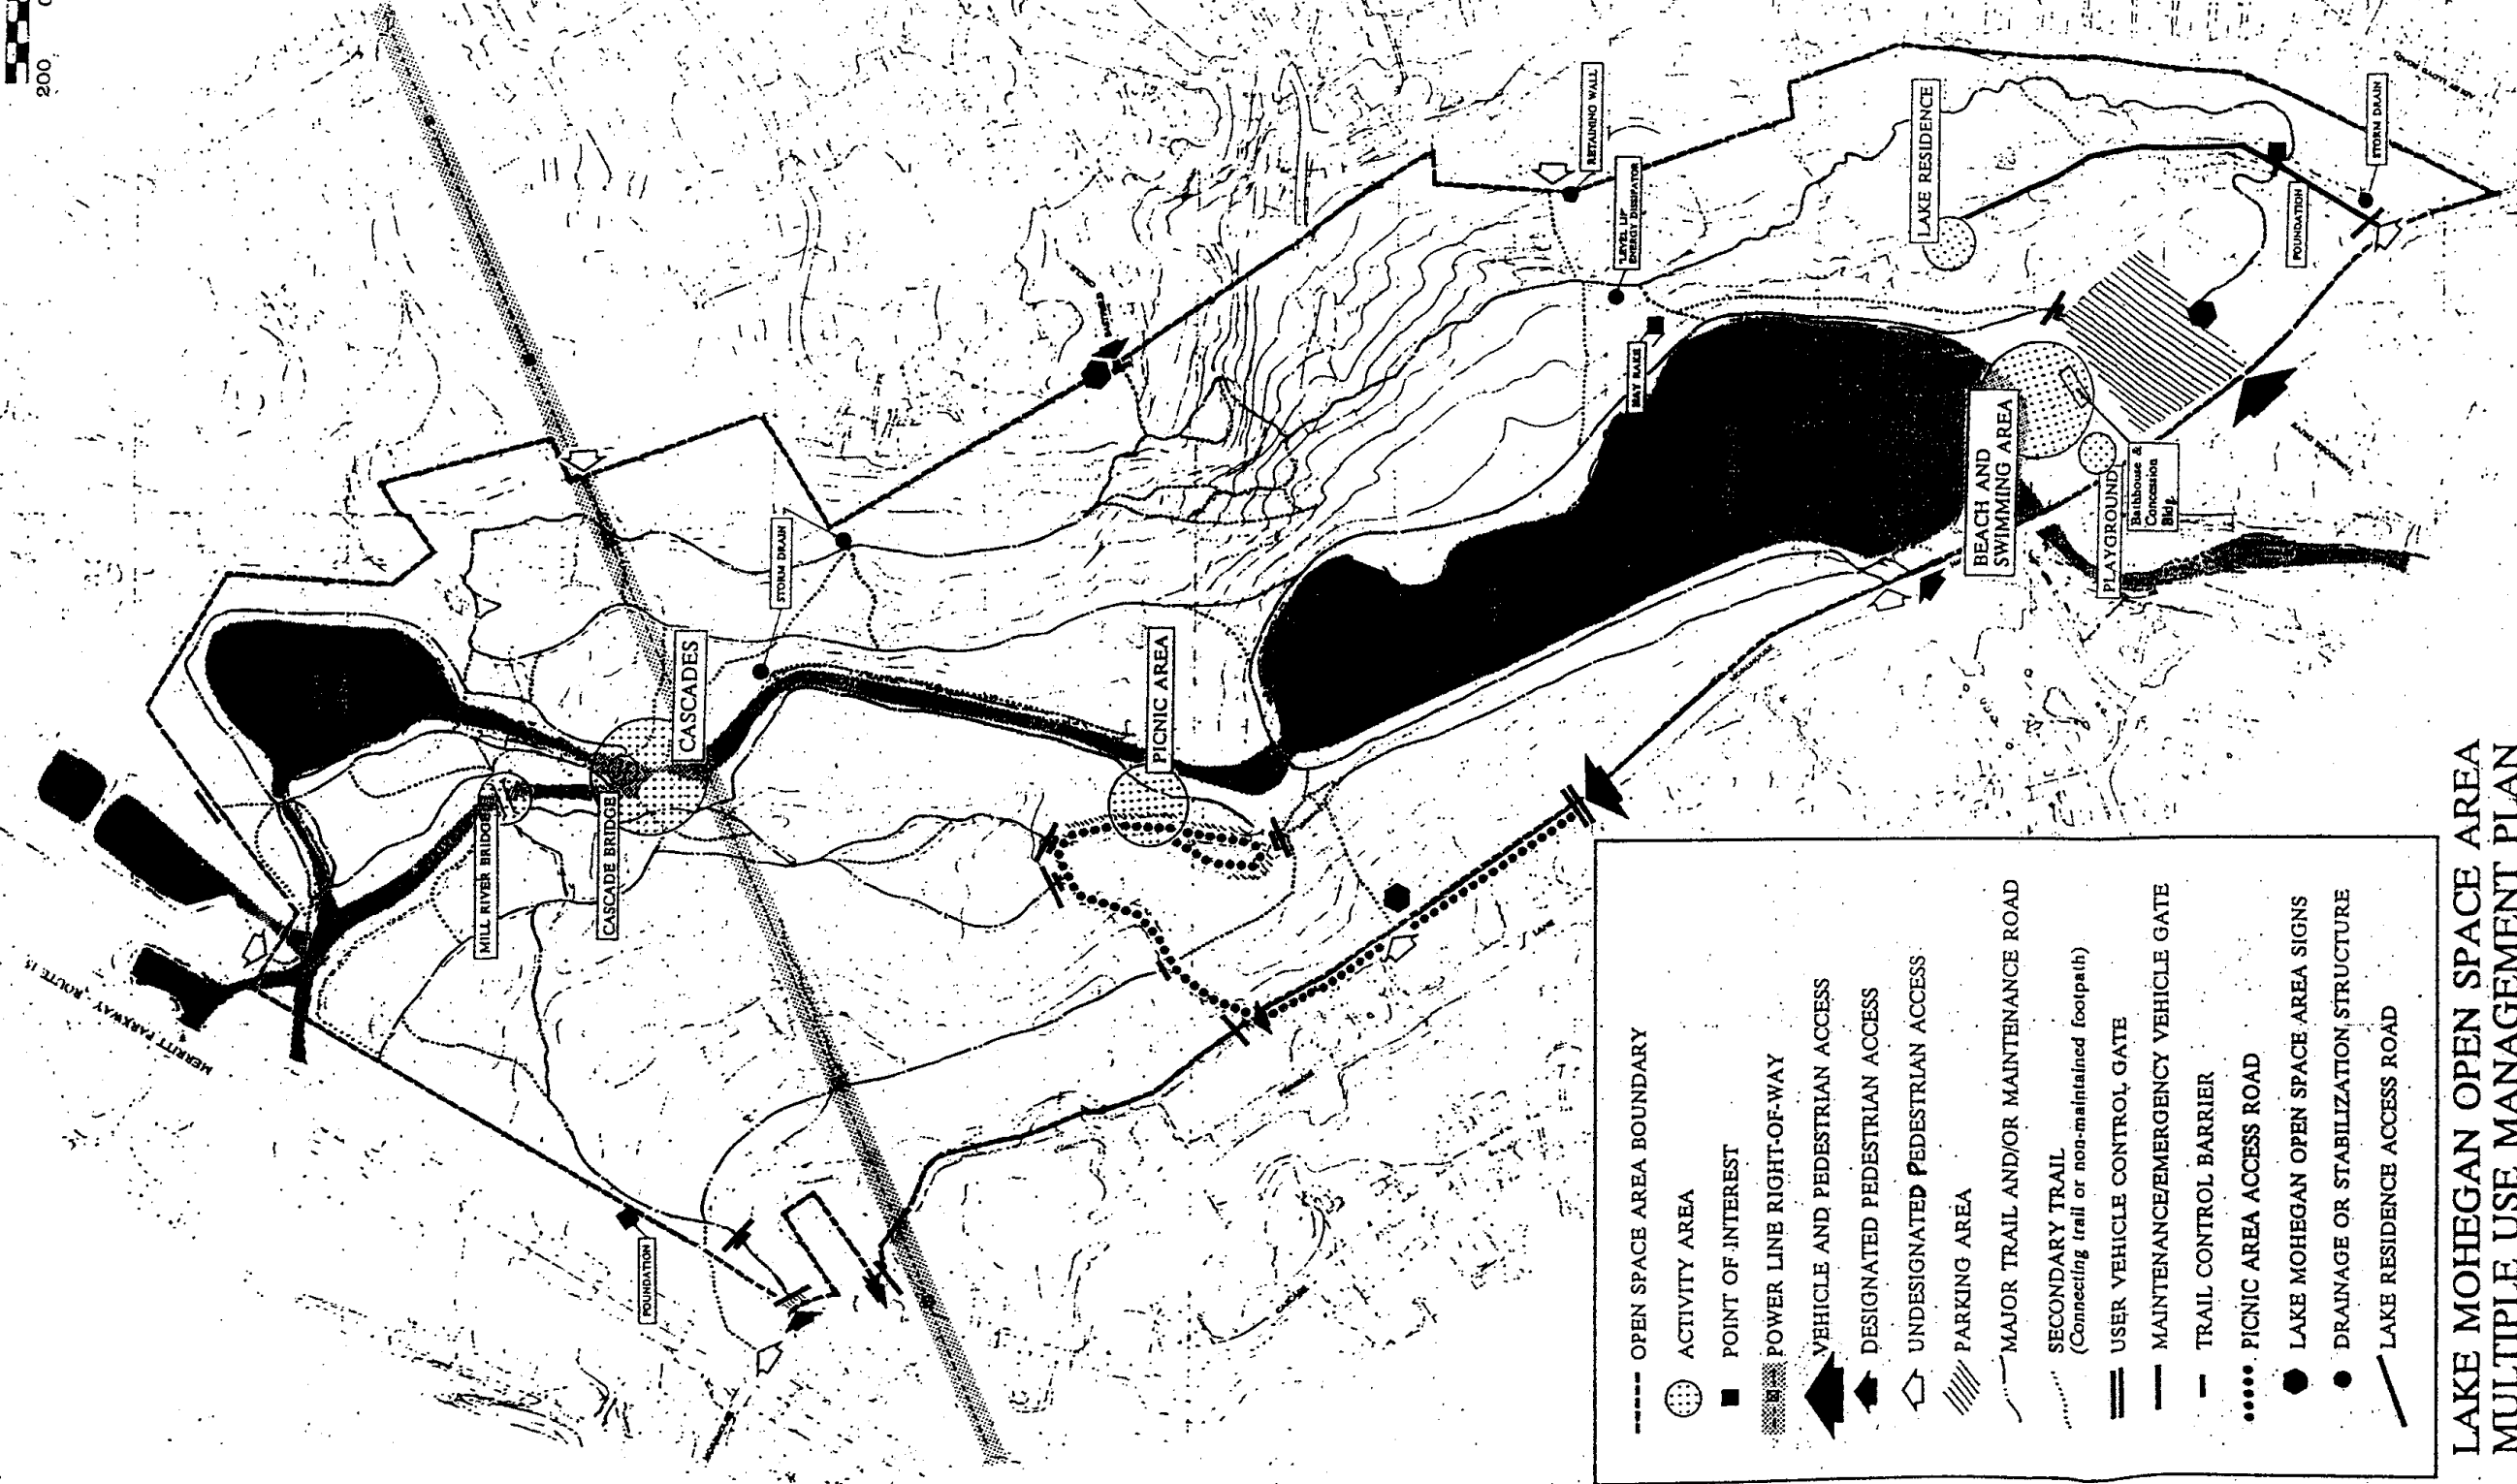 200
0
MERRITT PARKWAY - ROUTE 15
MILL RIVER BRIDGE
CASCADE BRIDGE
CASCADES
STORM DRAIN
PICNIC AREA
FOUNDATION
RETAINING WALL
LEVEL LIP
ENERGY DISSIPATOR
HAY RAKE
LAKE RESIDENCE
STORM DRAIN
FOUNDATION
BEACH AND
SWIMMING AREA
PLAYGROUND
Bathhouse &
Concession
Bldg.
LANE
OPEN SPACE AREA BOUNDARY
ACTIVITY AREA
POINT OF INTEREST
POWER LINE RIGHT-OF-WAY
VEHICLE AND PEDESTRIAN ACCESS
DESIGNATED PEDESTRIAN ACCESS
UNDESIGNATED PEDESTRIAN ACCESS
PARKING AREA
MAJOR TRAIL AND/OR MAINTENANCE ROAD
SECONDARY TRAIL
(Connecting trail or non-maintained footpath)
USER VEHICLE CONTROL GATE
MAINTENANCE/EMERGENCY VEHICLE GATE
TRAIL CONTROL BARRIER
PICNIC AREA ACCESS ROAD
LAKE MOHEGAN OPEN SPACE AREA SIGNS
DRAINAGE OR STABILIZATION STRUCTURE
LAKE RESIDENCE ACCESS ROAD
LAKE MOHEGAN OPEN SPACE AREA
MULTIPLE USE MANAGEMENT PLAN